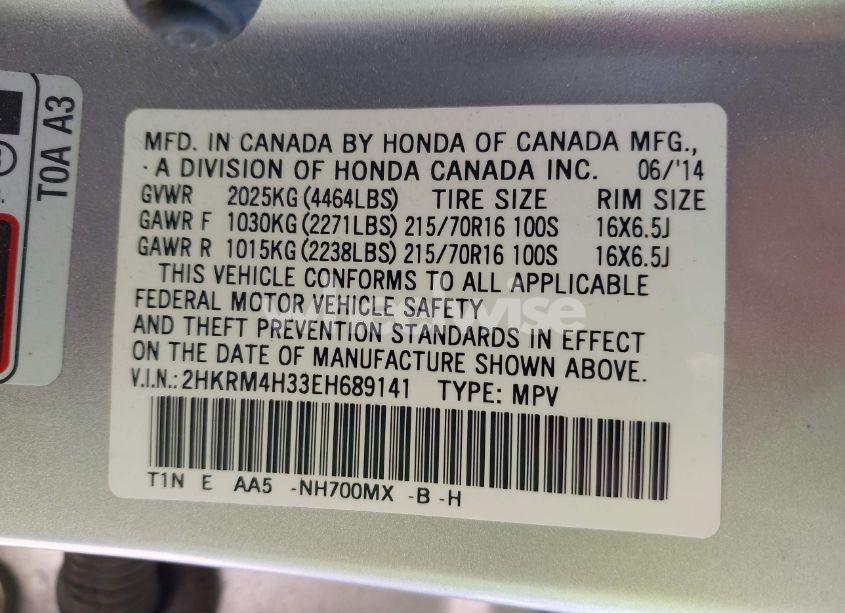 MFD. IN CANADA BY HONDA OF CANADA MFG.,
A DIVISION OF HONDA CANADA INC. 06/'14
GVWR 2025KG (4464LBS) TIRE SIZE RIM SIZE
GAWR F 1030KG (2271LBS) 215/70R16 100S 16X6.5J
GAWR R 1015KG (2238LBS) 215/70R16 100S 16X6.5J
THIS VEHICLE CONFORMS TO ALL APPLICABLE
FEDERAL MOTOR VEHICLE SAFETY
AND THEFT PREVENTION STANDARDS IN EFFECT
ON THE DATE OF MANUFACTURE SHOWN ABOVE.
V.I.N.: 2HKRM4H33EH689141 TYPE: MPV
T1N E AA5 -NH700MX -B -H
T0A A3